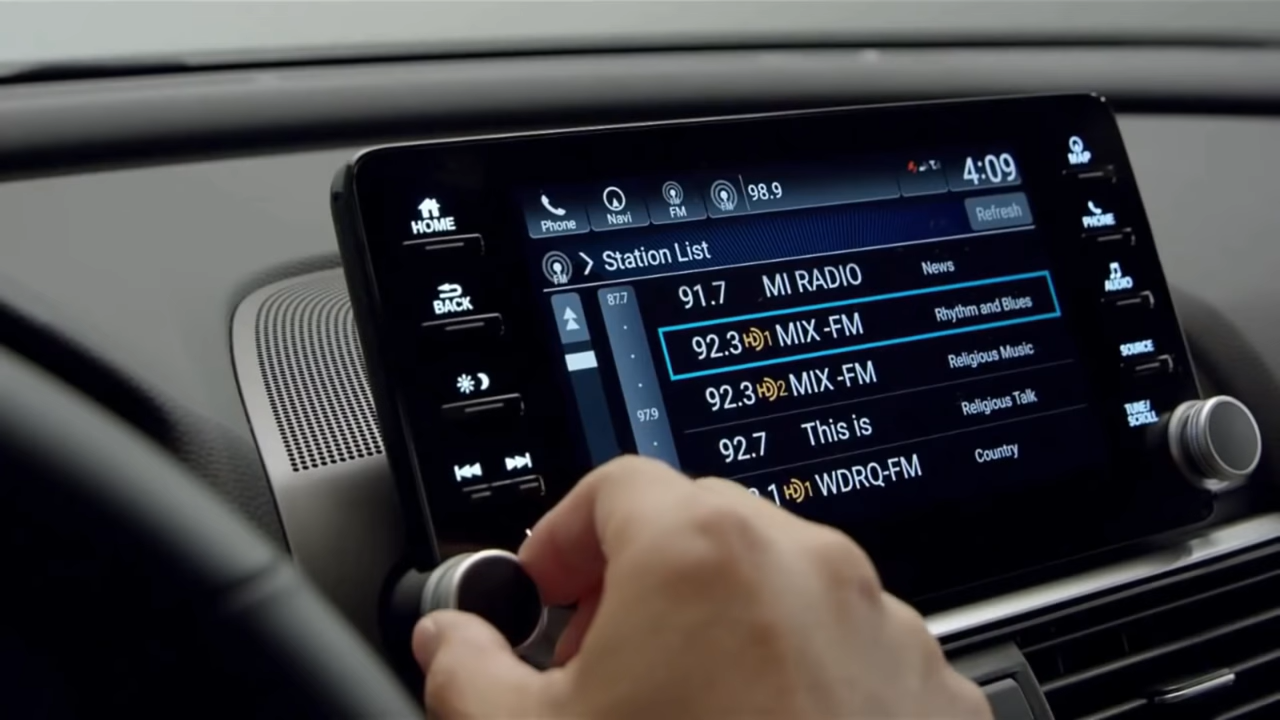 HOME
BACK
Phone
Navi
FM
FM
98.9
4:09
FM
Station List
Refresh
87.7
97.9
91.7 MI RADIO News
92.3 HD1 MIX -FM Rhythm and Blues
92.3 HD2 MIX -FM Religious Music
92.7 This is Religious Talk
.1 HD1 WDRQ-FM Country
MAP
PHONE
AUDIO
SOURCE
TUNE/
SCROLL